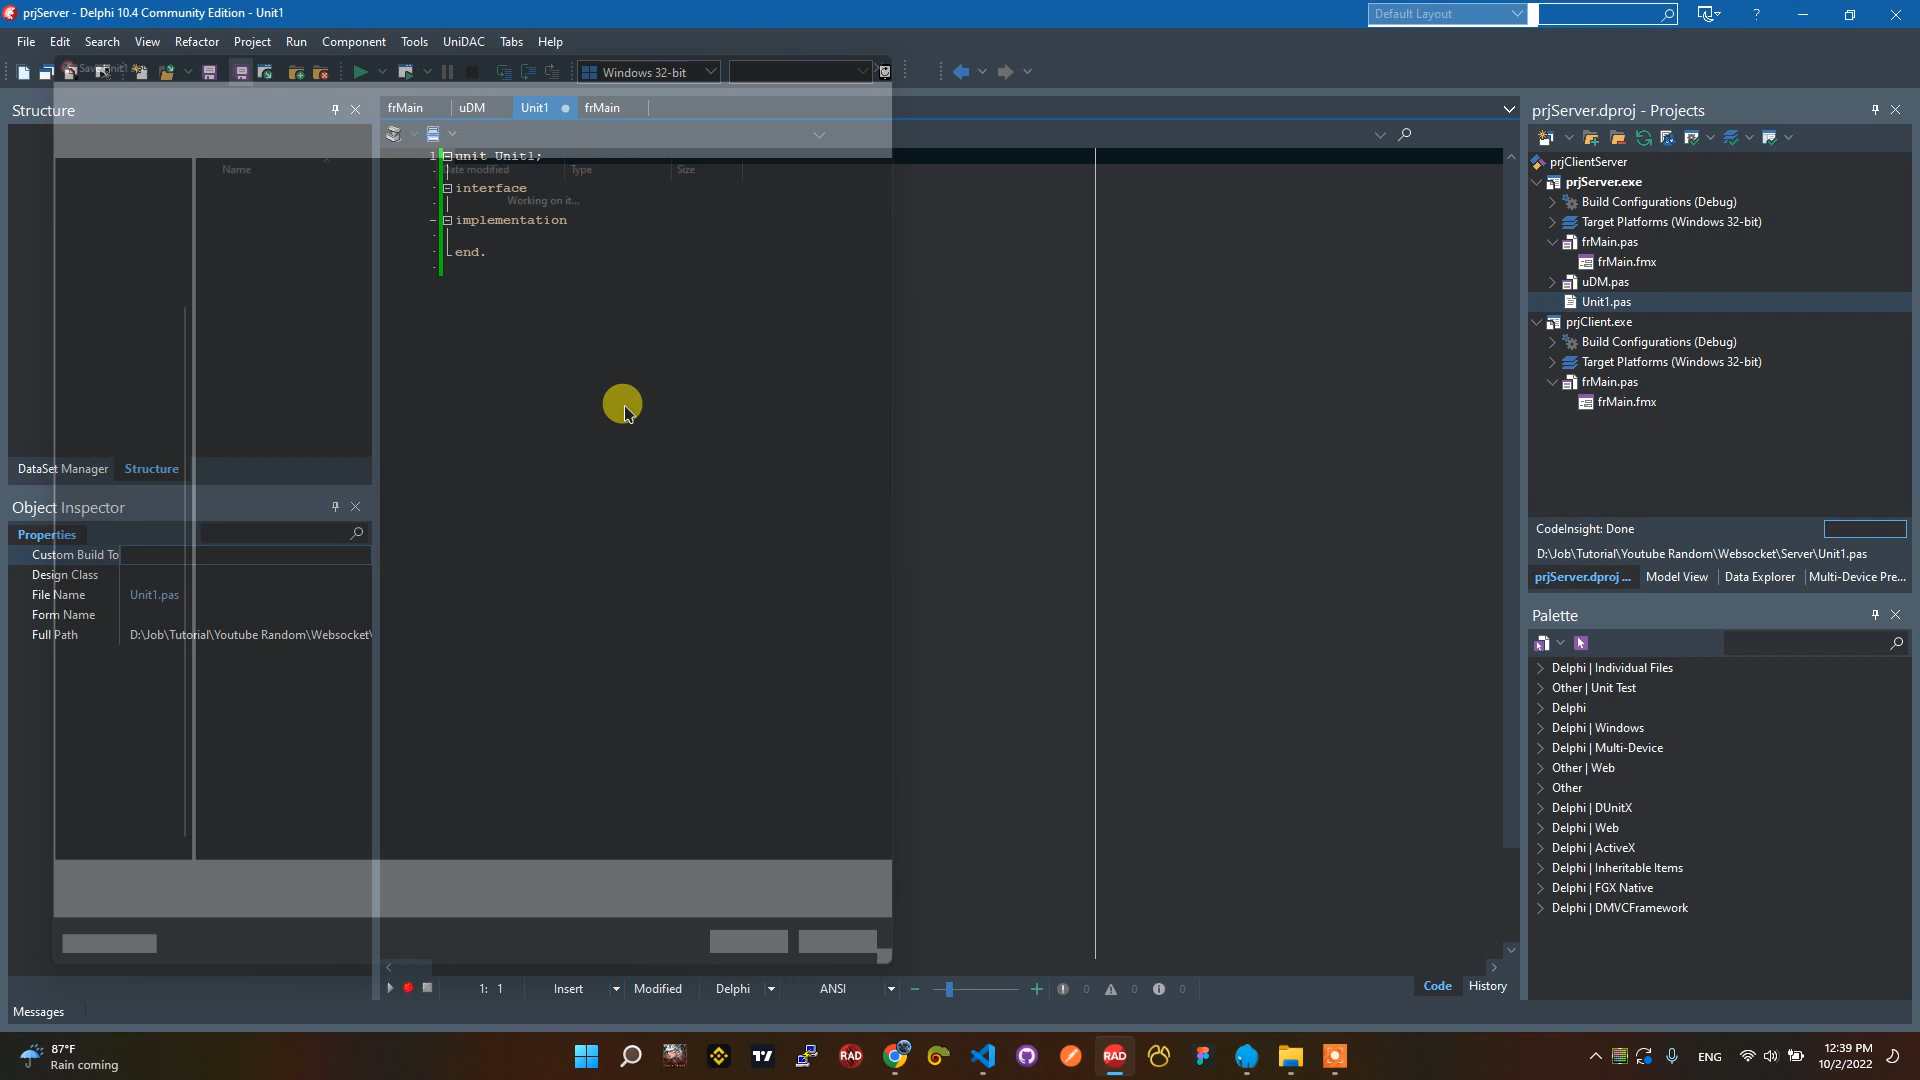 prjServer - Delphi 10.4 Community Edition - Unit1
Default Layout
?
File Edit Search View Refactor Project Run Component Tools UniDAC Tabs Help
Windows 32-bit
Structure
frMain uDM Unit1 frMain
prjServer.dproj - Projects
1 unit Unit1;
Name Date modified Type Size
interface
Working on it...
implementation
end.
prjClientServer
prjServer.exe
Build Configurations (Debug)
Target Platforms (Windows 32-bit)
frMain.pas
frMain.fmx
uDM.pas
Unit1.pas
prjClient.exe
Build Configurations (Debug)
Target Platforms (Windows 32-bit)
frMain.pas
frMain.fmx
DataSet Manager Structure
Object Inspector
Properties
Custom Build To
Design Class
File Name Unit1.pas
Form Name
Full Path D:\Job\Tutorial\Youtube Random\Websocket\
CodeInsight: Done
D:\Job\Tutorial\Youtube Random\Websocket\Server\Unit1.pas
prjServer.dproj ... Model View Data Explorer Multi-Device Pre...
Palette
Delphi | Individual Files
Other | Unit Test
Delphi
Delphi | Windows
Delphi | Multi-Device
Other | Web
Other
Delphi | DUnitX
Delphi | Web
Delphi | ActiveX
Delphi | Inheritable Items
Delphi | FGX Native
Delphi | DMVCFramework
1: 1 Insert Modified Delphi ANSI 0 0 0 Code History
Messages
87°F
Rain coming
RAD RAD
ENG
12:39 PM
10/2/2022